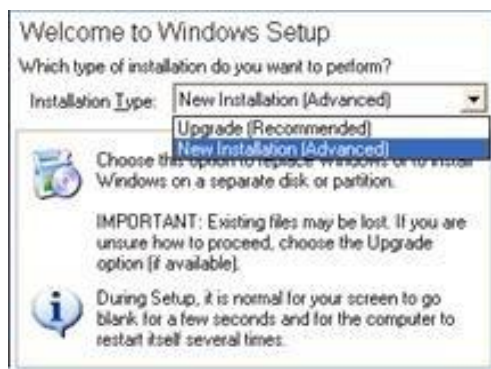 Welcome to Windows Setup
Which type of installation do you want to perform?
Installation Type: New Installation (Advanced)
Upgrade (Recommended)
New Installation (Advanced)
Choose this option to replace Windows or to install
Windows on a separate disk or partition.
IMPORTANT: Existing files may be lost. If you are
unsure how to proceed, choose the Upgrade
option (if available).
During Setup, it is normal for your screen to go
blank for a few seconds and for the computer to
restart itself several times.